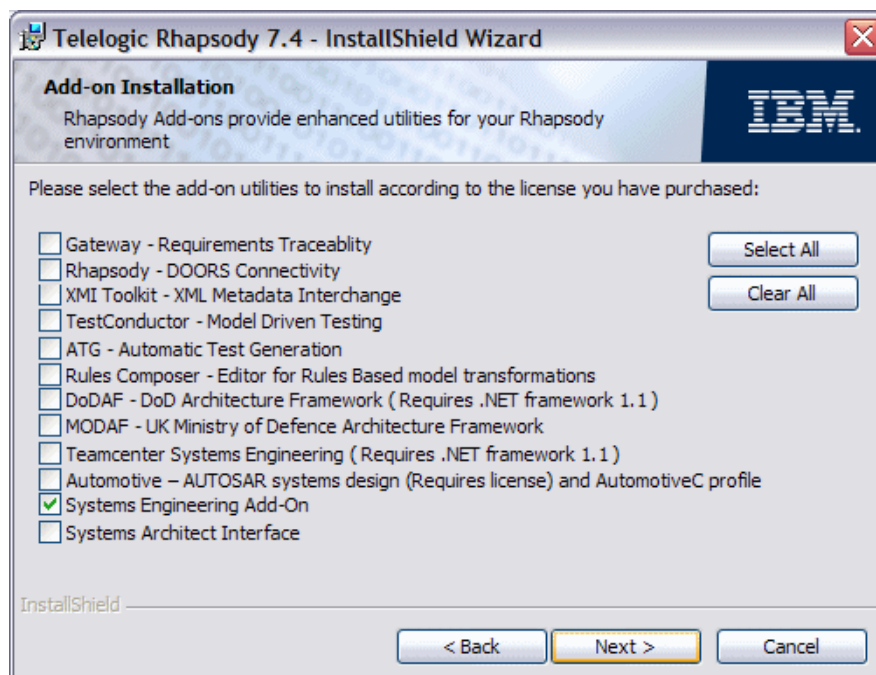 Telelogic Rhapsody 7.4 - InstallShield Wizard
Add-on Installation
Rhapsody Add-ons provide enhanced utilities for your Rhapsody
environment
IBM.
Please select the add-on utilities to install according to the license you have purchased:
Gateway - Requirements Traceablity
Rhapsody - DOORS Connectivity
XMI Toolkit - XML Metadata Interchange
TestConductor - Model Driven Testing
ATG - Automatic Test Generation
Rules Composer - Editor for Rules Based model transformations
DoDAF - DoD Architecture Framework ( Requires .NET framework 1.1 )
MODAF - UK Ministry of Defence Architecture Framework
Teamcenter Systems Engineering ( Requires .NET framework 1.1 )
Automotive – AUTOSAR systems design (Requires license) and AutomotiveC profile
Systems Engineering Add-On
Systems Architect Interface
Select All
Clear All
InstallShield
< Back
Next >
Cancel